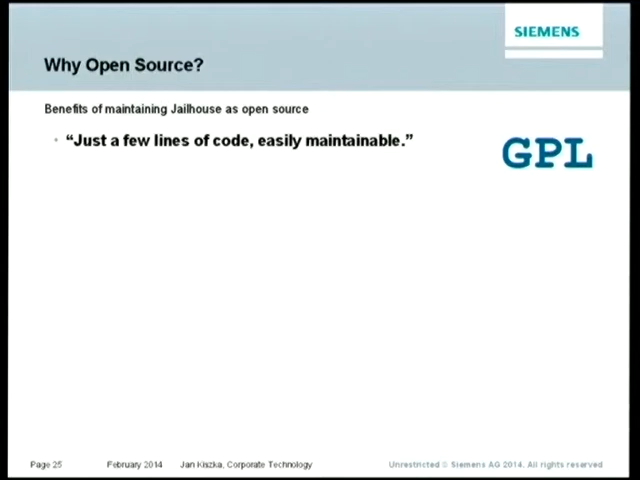 SIEMENS
Why Open Source?
Benefits of maintaining Jailhouse as open source
"Just a few lines of code, easily maintainable."
GPL
Page 25 February 2014 Jan Kiszka, Corporate Technology Unrestricted © Siemens AG 2014. All rights reserved